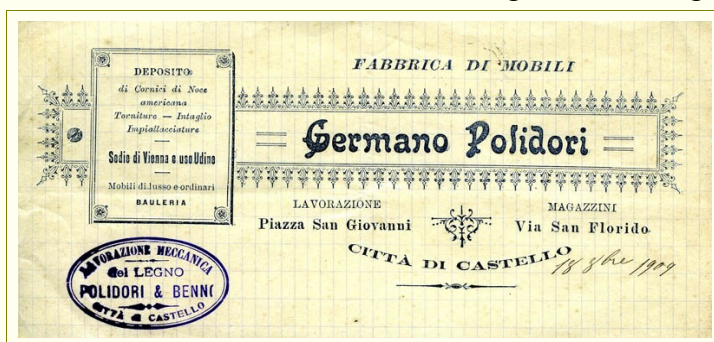 DEPOSITO
di Cornici di Noce
americana
Torniture — Intaglio
Impiallacciature
Sedie di Vienna e uso Udine
Mobili di lusso e ordinari
BAULERIA
FABBRICA DI MOBILI
Germano Polidori
LAVORAZIONE
Piazza San Giovanni
MAGAZZINI
Via San Florido
CITTÀ DI CASTELLO
18 8bre 1909
LAVORAZIONE MECCANICA
del LEGNO
POLIDORI & BENNI
CITTÀ di CASTELLO